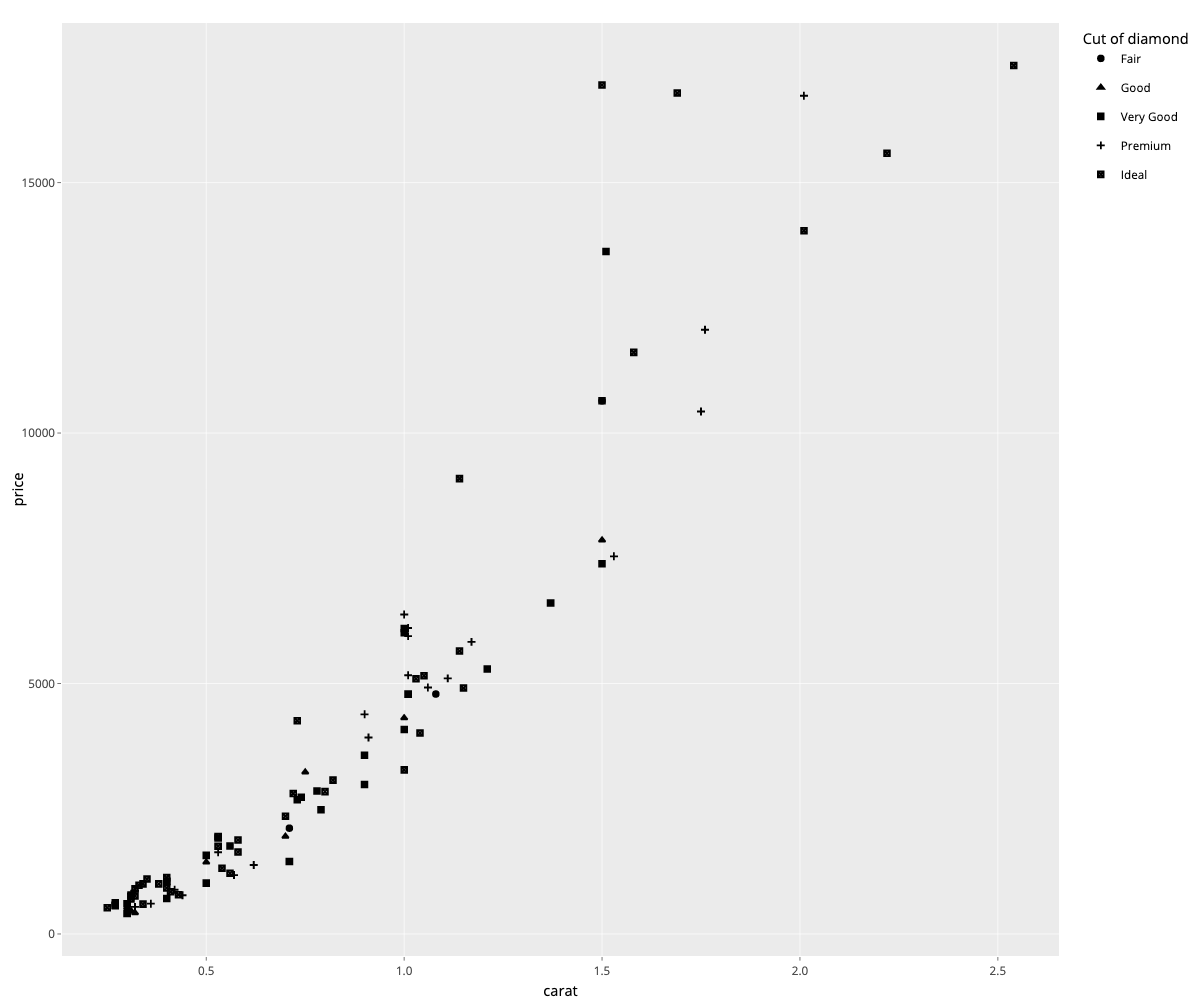 Cut of diamond
Fair
Good
Very Good
Premium
Ideal
15000
10000
5000
0
price
0.5
1.0
1.5
2.0
2.5
carat